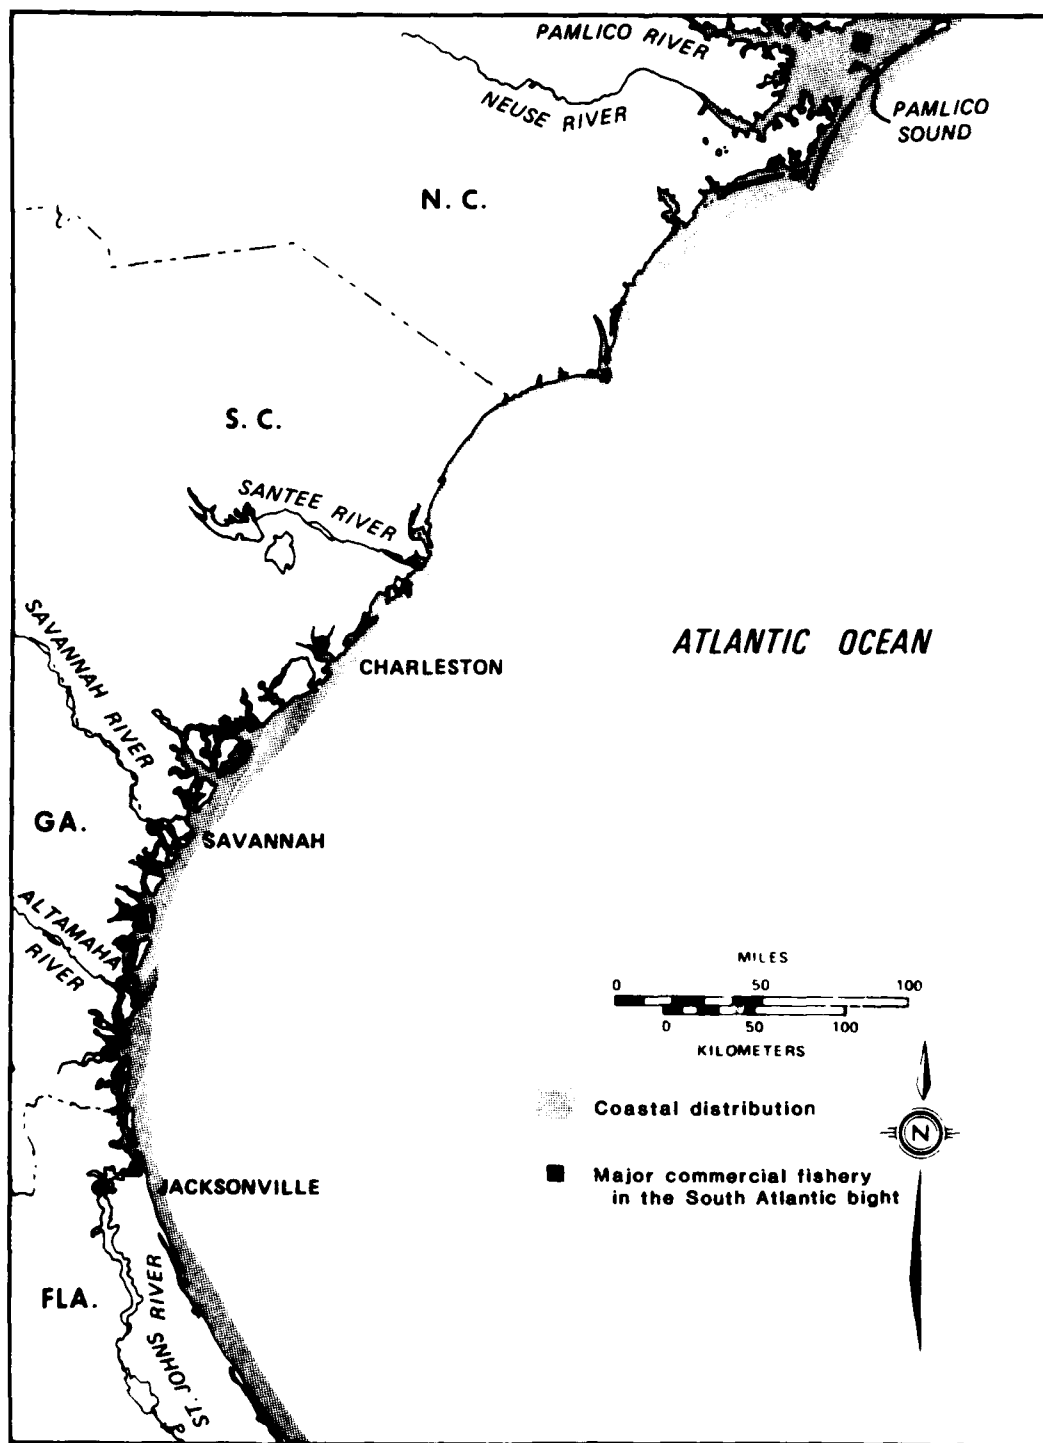 PAMLICO RIVER
NEUSE RIVER
PAMLICO
SOUND
N. C.
S. C.
SANTEE RIVER
SAVANNAH RIVER
ATLANTIC OCEAN
CHARLESTON
GA.
SAVANNAH
ALTAMAHA
RIVER
MILES
0 50 100
0 50 100
KILOMETERS
Coastal distribution
N
Major commercial fishery
in the South Atlantic bight
JACKSONVILLE
FLA.
ST. JOHNS RIVER